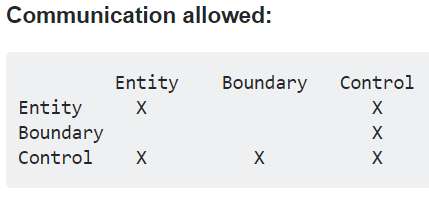 Communication allowed:
Entity Boundary Control
Entity X X
Boundary X
Control X X X